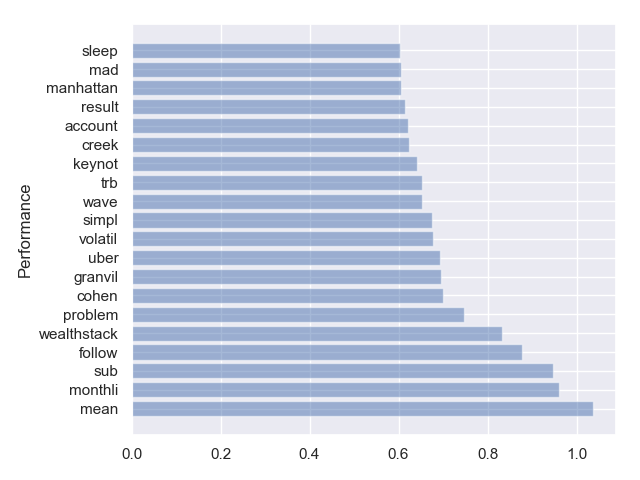 sleep
mad
manhattan
result
account
creek
keynot
trb
wave
simpl
volatil
uber
granvil
cohen
problem
wealthstack
follow
sub
monthli
mean
Performance
0.0 0.2 0.4 0.6 0.8 1.0